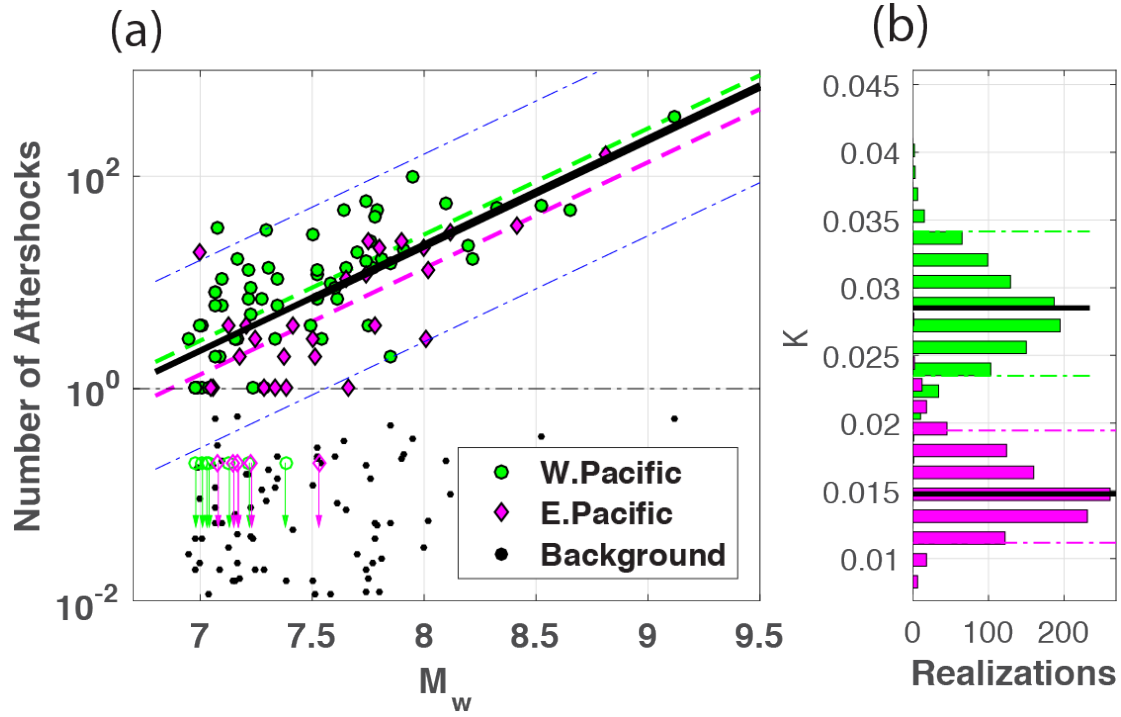 (a)
(b)
Number of Aftershocks
10^2
10^0
10^-2
7
7.5
8
8.5
9
9.5
M_w
W.Pacific
E.Pacific
Background
K
0.045
0.04
0.035
0.03
0.025
0.02
0.015
0.01
0
100
200
Realizations